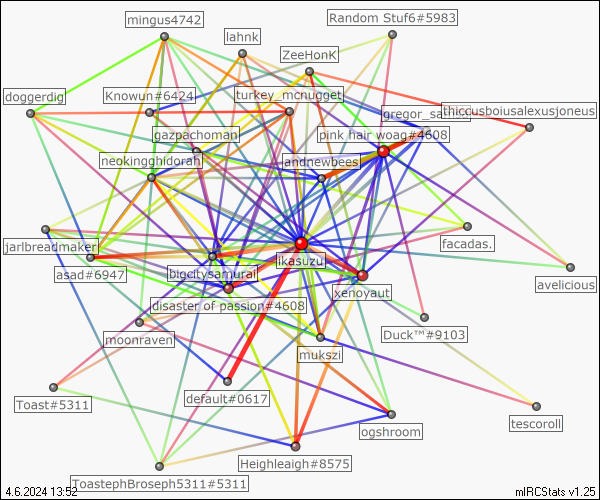 mingus4742
Random Stuf6#5983
lahnk
ZeeHonK
doggerdig
Knowun#6424
turkey_mcnugget
gregor_sa
thiccusboiusalexusjoneus
gazpachoman
pink hair woag#4608
neokingghidorah
andnewbees
jarlbreadmaker
facadas.
asad#6947
bigcitysamurai
ikasuzu
xenoyaut
avelicious
disaster of passion#4608
moonraven
Duck™#9103
mukszi
Toast#5311
default#0617
tescoroll
ogshroom
Heighleaigh#8575
ToastephBroseph5311#5311
4.6.2024 13:52
mIRCStats v1.25